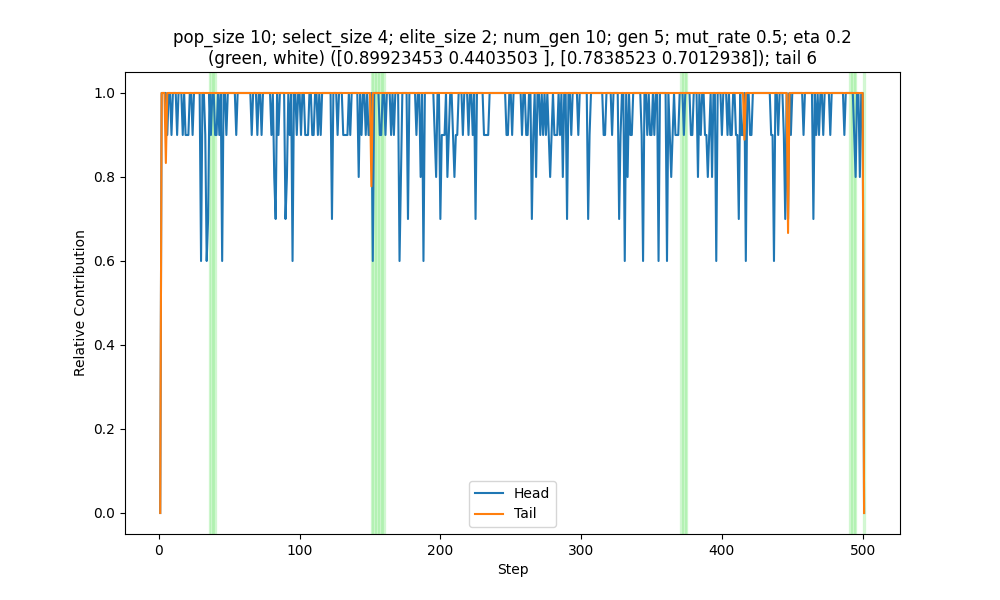 pop_size 10; select_size 4; elite_size 2; num_gen 10; gen 5; mut_rate 0.5; eta 0.2
(green, white) ([0.89923453 0.4403503 ], [0.7838523 0.7012938]); tail 6
1.0
0.8
0.6
0.4
0.2
0.0
Relative Contribution
Head
Tail
0 100 200 300 400 500
Step